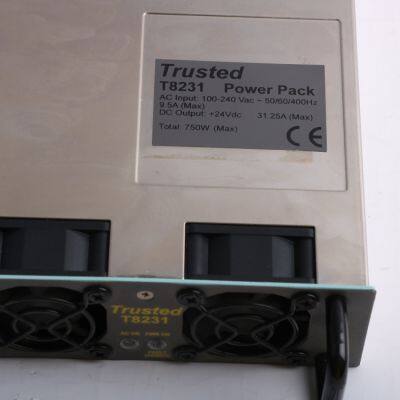 Trusted
T8231 Power Pack
AC Input: 100-240 Vac ~ 50/60/400Hz
9.5A (Max)
DC Output: +24Vdc 31.25A (Max)
Total: 750W (Max)
CE
Trusted
T8231